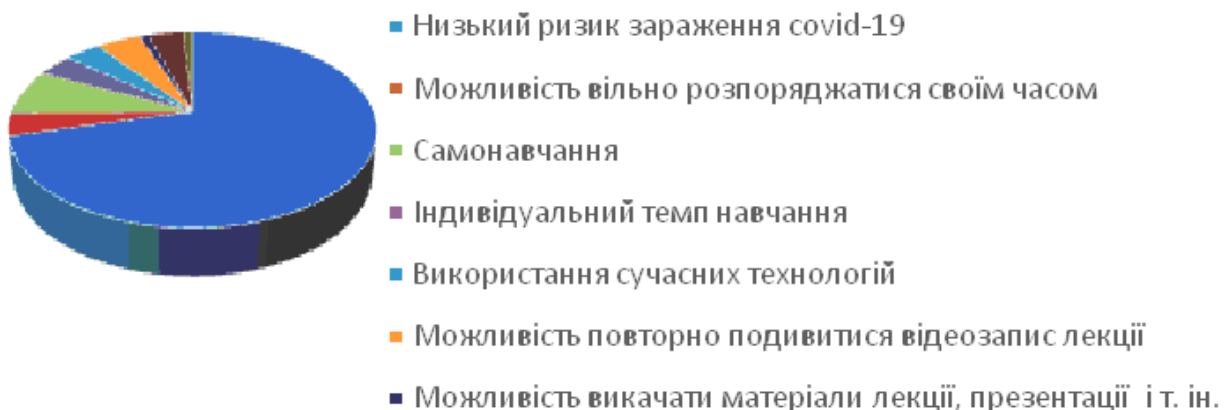 Низький ризик зараження covid-19
Можливість вільно розпоряджатися своїм часом
Самонавчання
Індивідуальний темп навчання
Використання сучасних технологій
Можливість повторно подивитися відеозапис лекції
Можливість викачати матеріали лекції, презентації і т. ін.